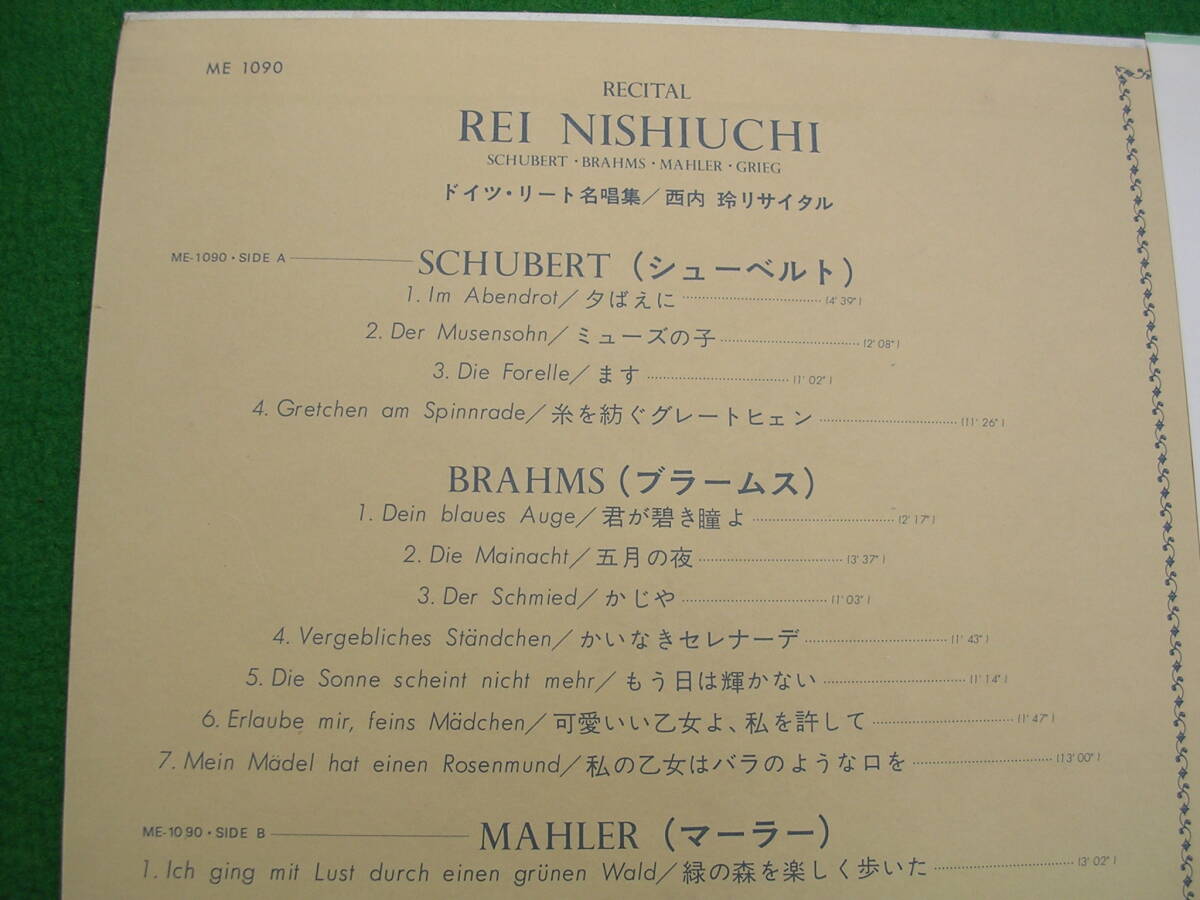 ME 1090
RECITAL
REI NISHIUCHI
SCHUBERT・BRAHMS・MAHLER・GRIEG
ドイツ・リート名唱集／西内 玲リサイタル
ME-1090・SIDE A SCHUBERT（シューベルト）
1. Im Abendrot／夕ばえに (4'39")
2. Der Musensohn／ミューズの子 (2'08")
3. Die Forelle／ます (1'02")
4. Gretchen am Spinnrade／糸を紡ぐグレートヒェン (11'26")
BRAHMS（ブラームス）
1. Dein blaues Auge／君が碧き瞳よ (2'17")
2. Die Mainacht／五月の夜 (3'37")
3. Der Schmied／かじや (1'03")
4. Vergebliches Ständchen／かいなきセレナーデ (1'43")
5. Die Sonne scheint nicht mehr／もう日は輝かない (1'14")
6. Erlaube mir, feins Mädchen／可愛いい乙女よ、私を許して (1'47")
7. Mein Mädel hat einen Rosenmund／私の乙女はバラのような口を (13'00")
ME-1090・SIDE B MAHLER（マーラー）
1. Ich ging mit Lust durch einen grünen Wald／緑の森を楽しく歩いた (3'02")